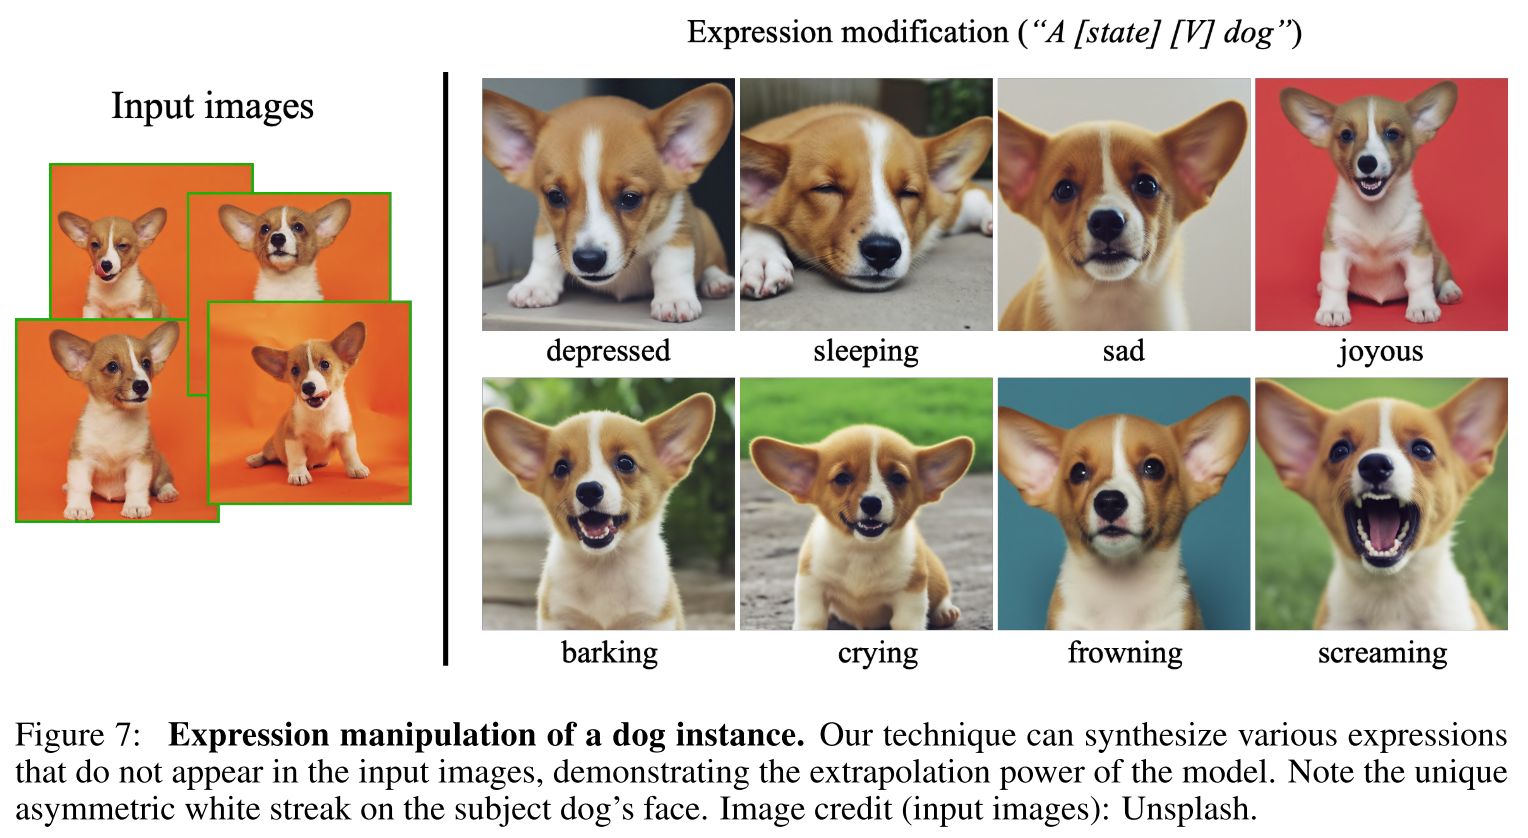 Expression modification (“A [state] [V] dog”)
Input images
depressed
sleeping
sad
joyous
barking
crying
frowning
screaming
Figure 7: Expression manipulation of a dog instance. Our technique can synthesize various expressions
that do not appear in the input images, demonstrating the extrapolation power of the model. Note the unique
asymmetric white streak on the subject dog’s face. Image credit (input images): Unsplash.